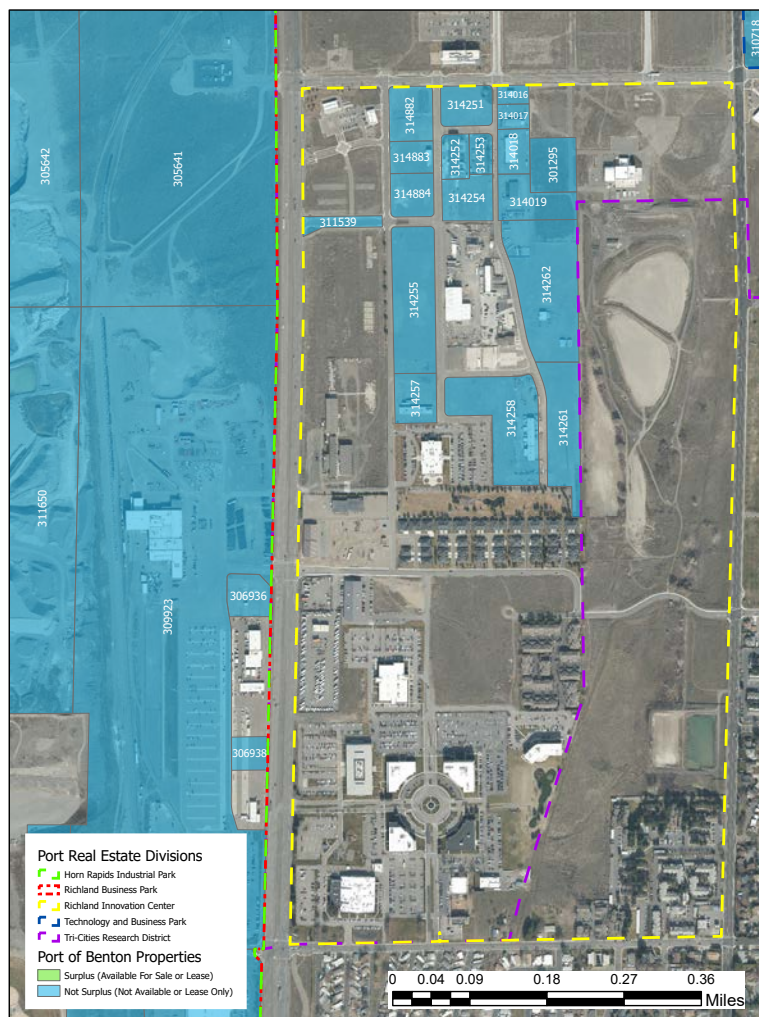 310718
314882
314251
314016
314017
305642
305641
314883
314252
314253
314018
301295
314884
314254
314019
311539
314255
314262
314257
314258
314261
311650
309923
306936
306938
Port Real Estate Divisions
Horn Rapids Industrial Park
Richland Business Park
Richland Innovation Center
Technology and Business Park
Tri-Cities Research District
Port of Benton Properties
Surplus (Available For Sale or Lease)
Not Surplus (Not Available or Lease Only)
0 0.04 0.09 0.18 0.27 0.36
Miles